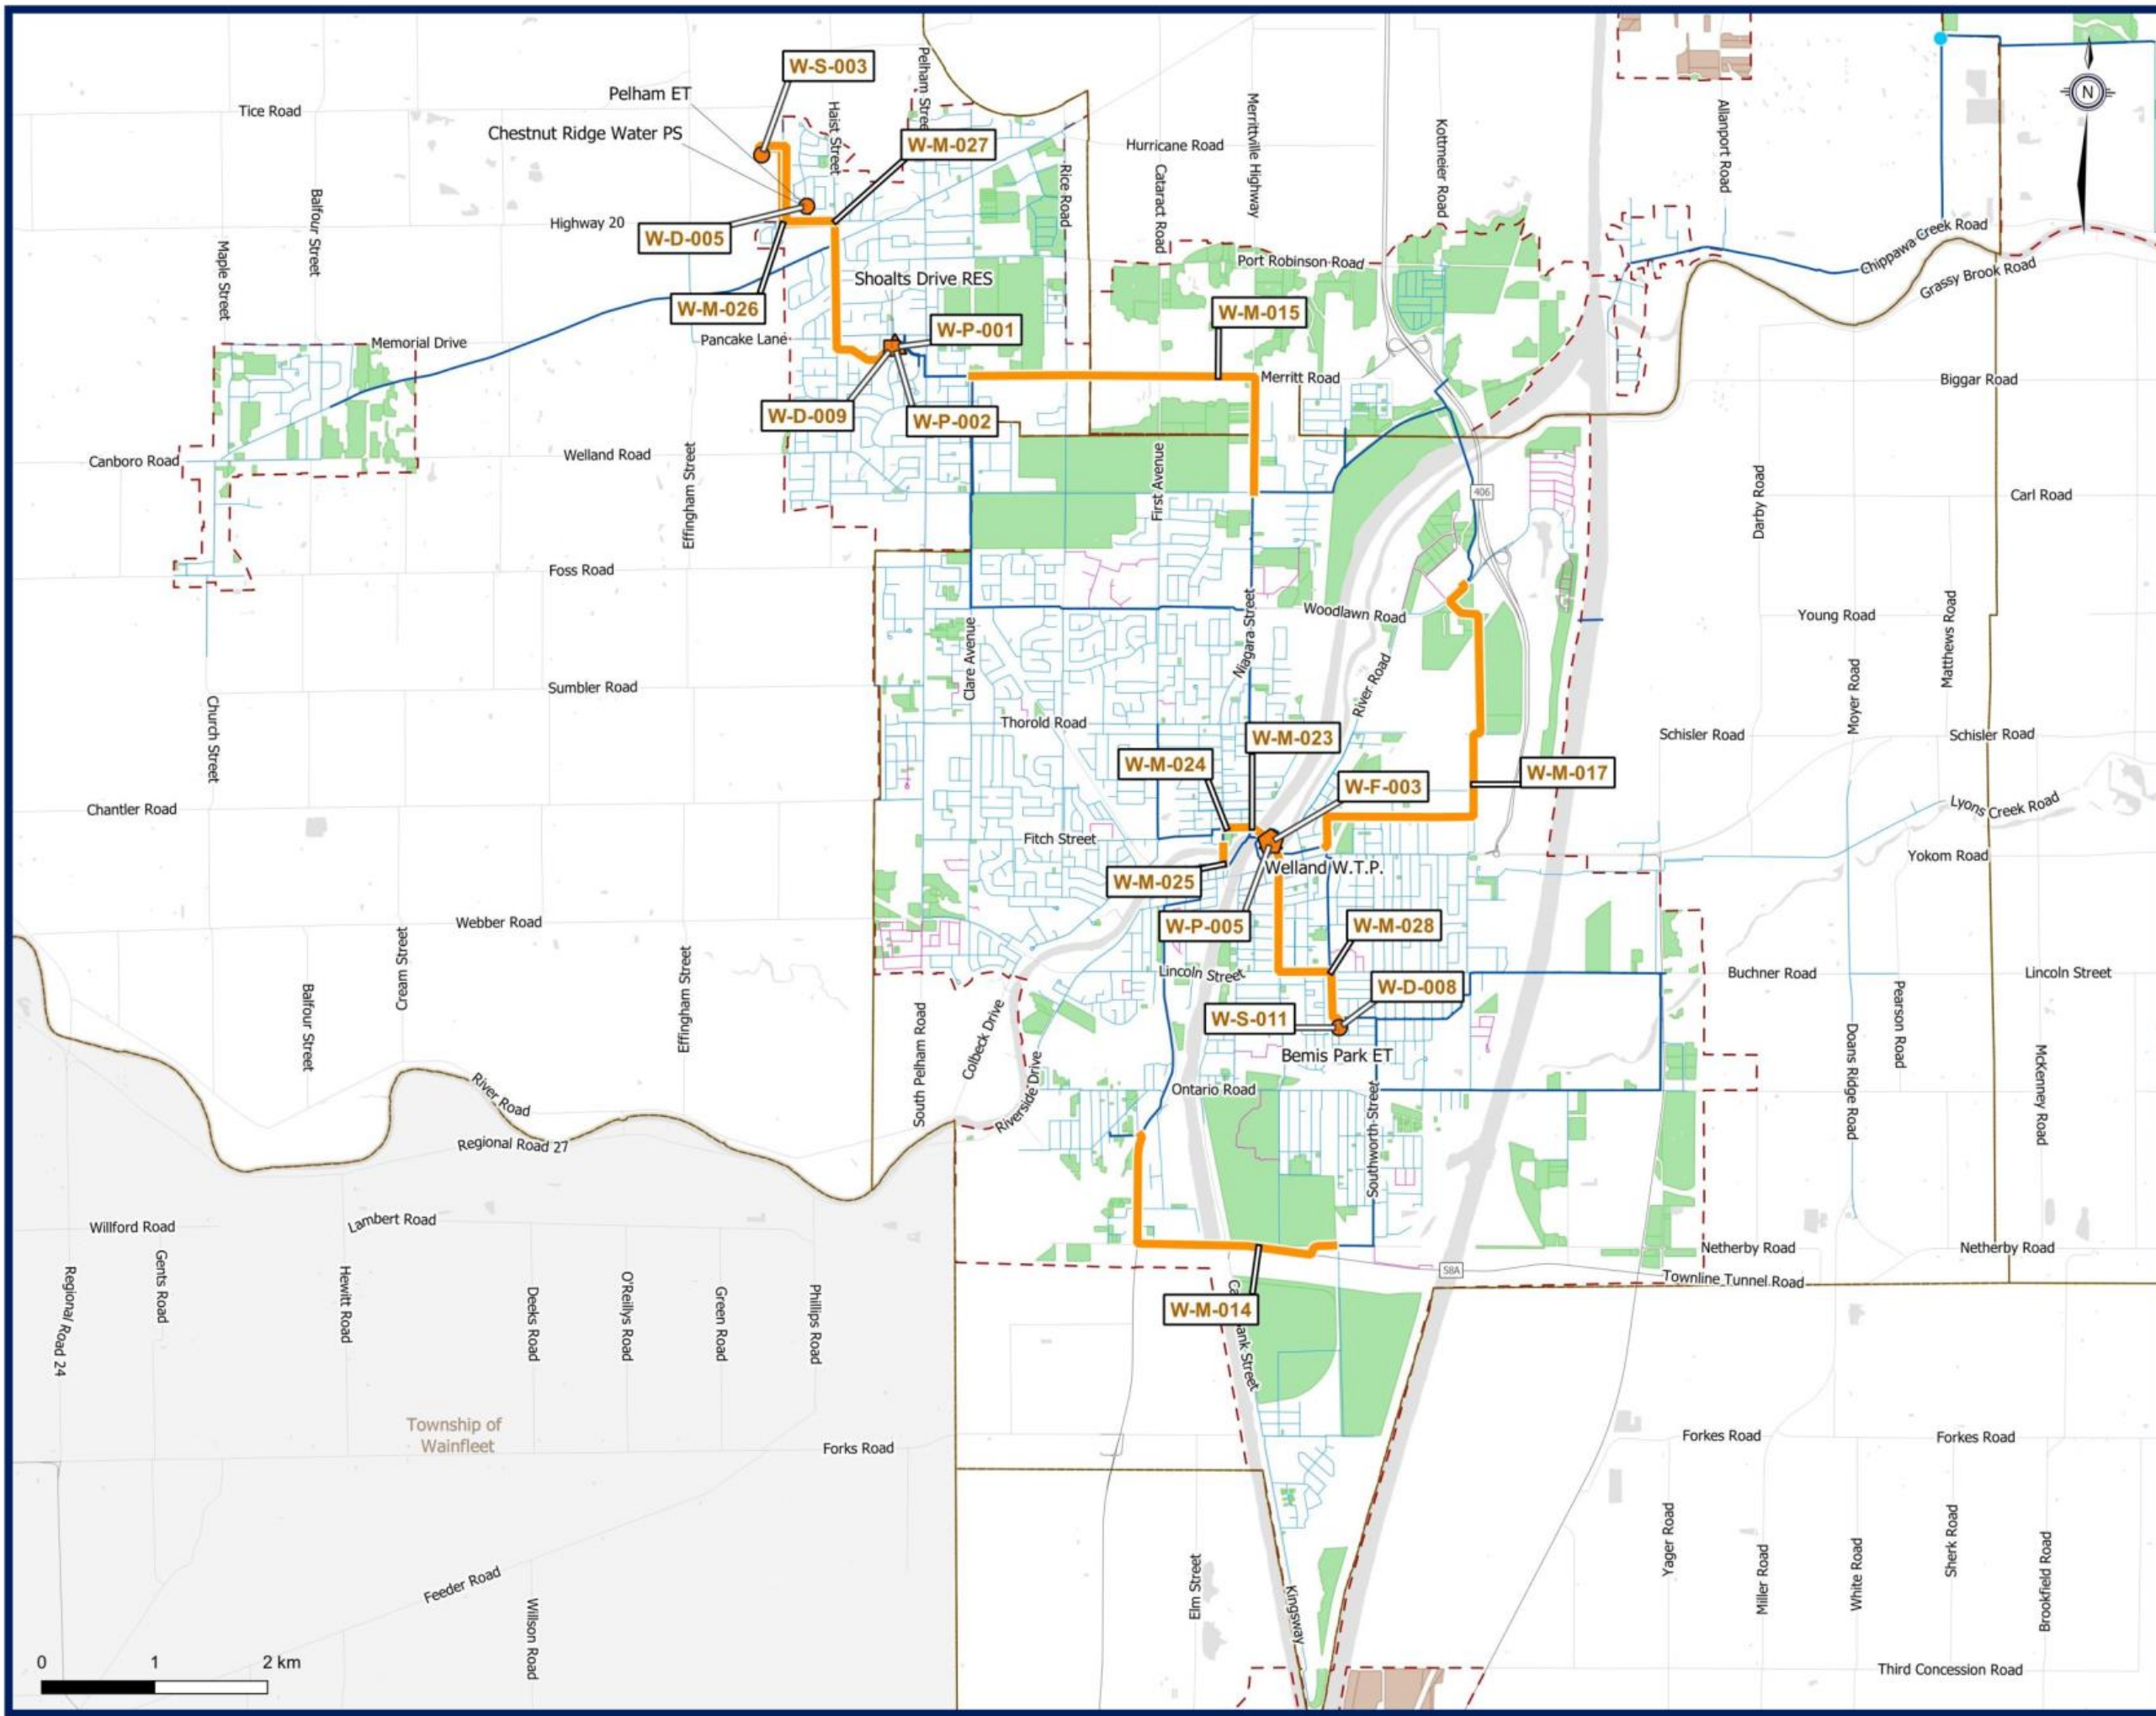 W-S-003
Pelham ET
Tice Road
Chestnut Ridge Water PS
Haist Street
Pelham Street
W-M-027
Hurricane Road
Merrittville Highway
Kottmeier Road
Allanport Road
N
Rice Road
Cataract Road
Balfour Street
Maple Street
Highway 20
W-D-005
Chippawa Creek Road
Grassy Brook Road
Port Robinson Road
Shoalts Drive RES
W-M-026
W-M-015
W-P-001
Pancake Lane
Memorial Drive
Merritt Road
Biggar Road
W-D-009
W-P-002
Canboro Road
Welland Road
Effingham Street
First Avenue
406
Darby Road
Carl Road
Foss Road
Woodlawn Road
Young Road
Matthews Road
Niagara Street
Clare Avenue
River Road
Moyer Road
Sumbler Road
Church Street
Thorold Road
W-M-023
Schisler Road
Schisler Road
W-M-024
W-M-017
W-F-003
Chantler Road
Lyons Creek Road
Fitch Street
Yokom Road
Welland W.T.P.
W-M-025
Webber Road
W-P-005
W-M-028
Cream Street
Lincoln Street
Buchner Road
Lincoln Street
W-D-008
Balfour Street
Effingham Street
South Pelham Road
Colbeck Drive
W-S-011
Pearson Road
Bemis Park ET
Doans Ridge Road
McKenney Road
Riverside Drive
Ontario Road
River Road
Southworth Street
Regional Road 27
Willford Road
Lambert Road
Netherby Road
Netherby Road
58A
Townline Tunnel Road
Regional Road 24
Gents Road
Hewitt Road
Deeks Road
O'Reillys Road
Green Road
Phillips Road
W-M-014
Township of
Wainfleet
Forks Road
Forkes Road
Forkes Road
Yager Road
Miller Road
White Road
Sherk Road
Brookfield Road
Feeder Road
Willson Road
Elm Street
Kingsway
0 1 2 km
Third Concession Road